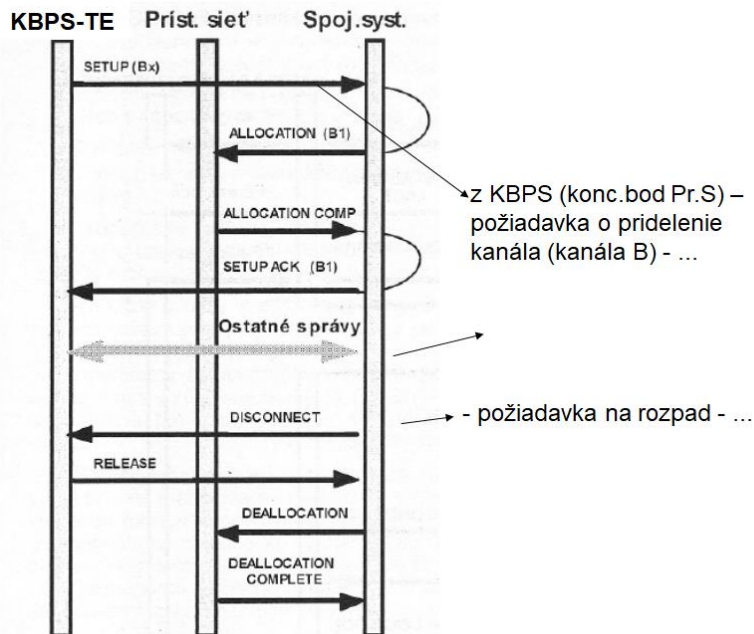 KBPS-TE Príst. sieť Spoj.syst.
SETUP (Bx)
ALLOCATION (B1)
z KBPS (konc.bod Pr.S) –
požiadavka o pridelenie
kanála (kanála B) - ...
ALLOCATION COMP
SETUP ACK (B1)
Ostatné správy
DISCONNECT
- požiadavka na rozpad - ...
RELEASE
DEALLOCATION
DEALLOCATION
COMPLETE